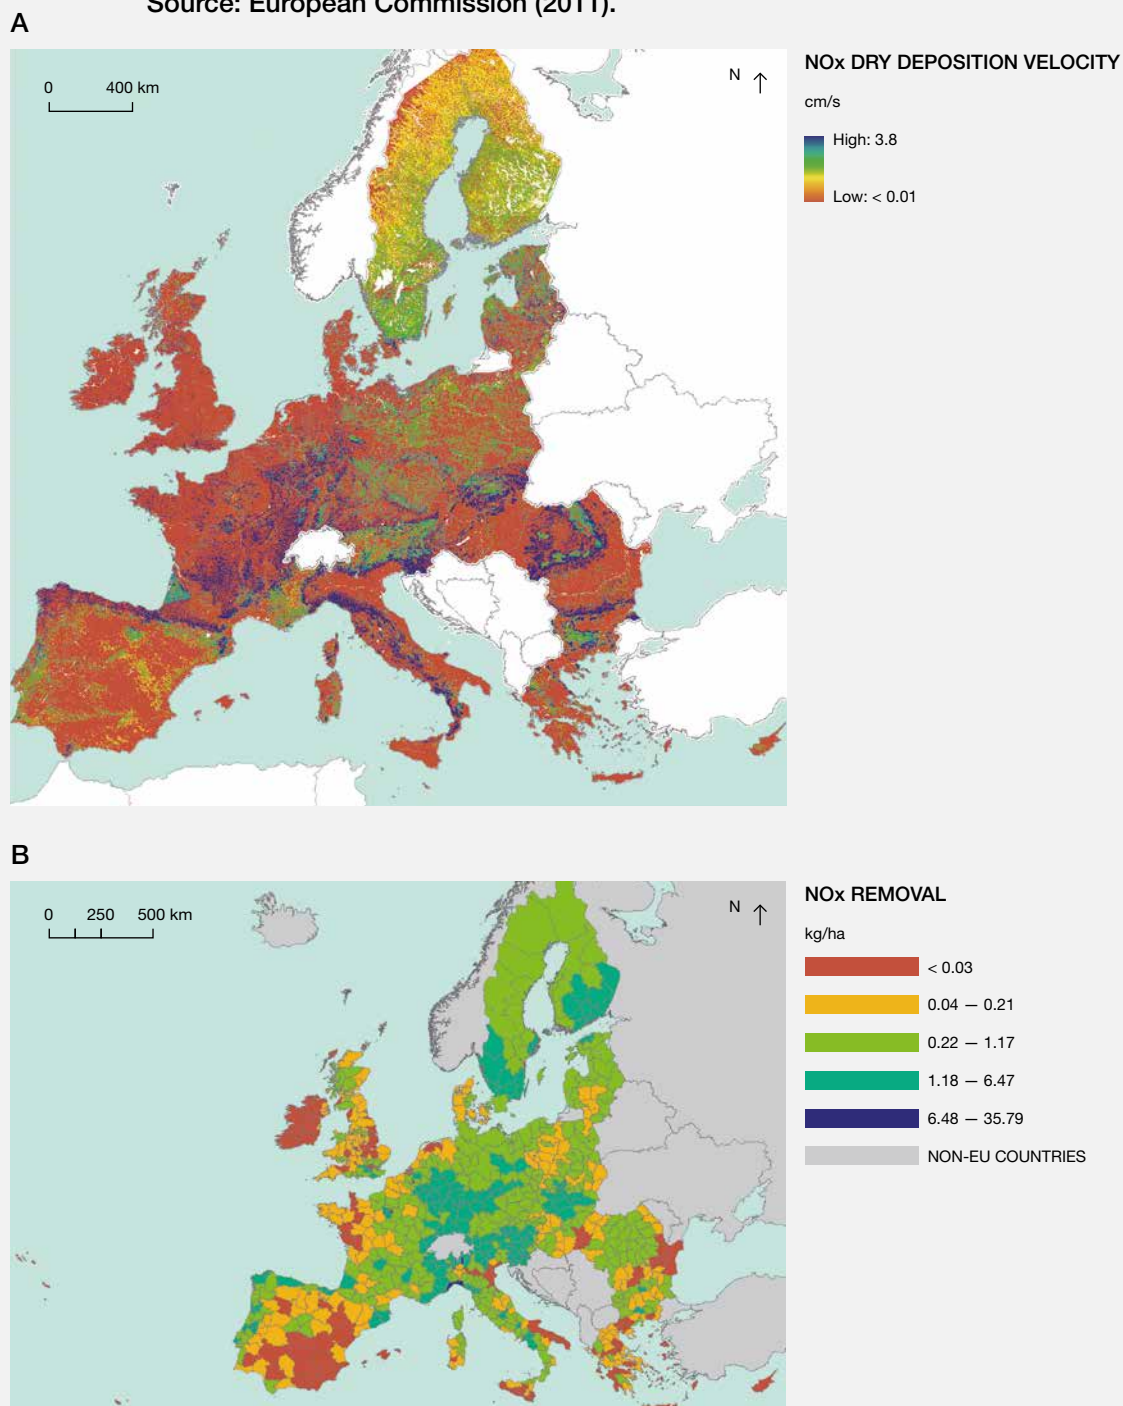 Source: European Commission (2011).
A
0 400 km
N
NOx DRY DEPOSITION VELOCITY
cm/s
High: 3.8
Low: < 0.01
B
0 250 500 km
N
NOx REMOVAL
kg/ha
< 0.03
0.04 — 0.21
0.22 — 1.17
1.18 — 6.47
6.48 — 35.79
NON-EU COUNTRIES